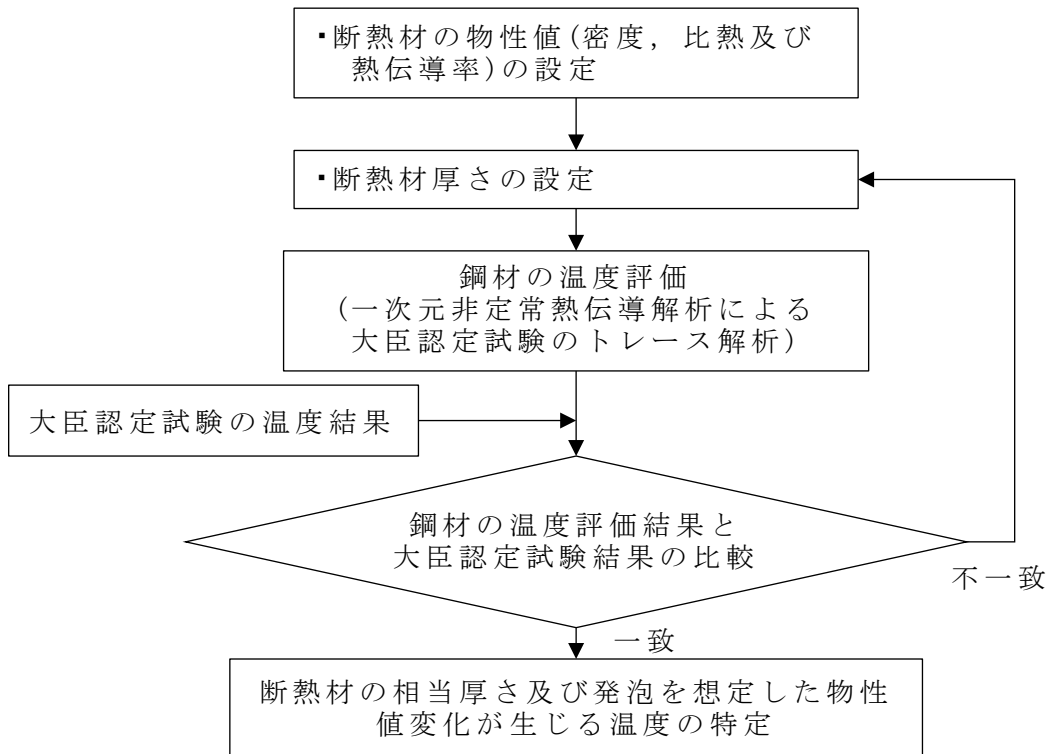 ▪断熱材の物性値(密度，比熱及び
熱伝導率)の設定
▪断熱材厚さの設定
鋼材の温度評価
(一次元非定常熱伝導解析による
大臣認定試験のトレース解析)
大臣認定試験の温度結果
鋼材の温度評価結果と
大臣認定試験結果の比較
不一致
一致
断熱材の相当厚さ及び発泡を想定した物性
値変化が生じる温度の特定